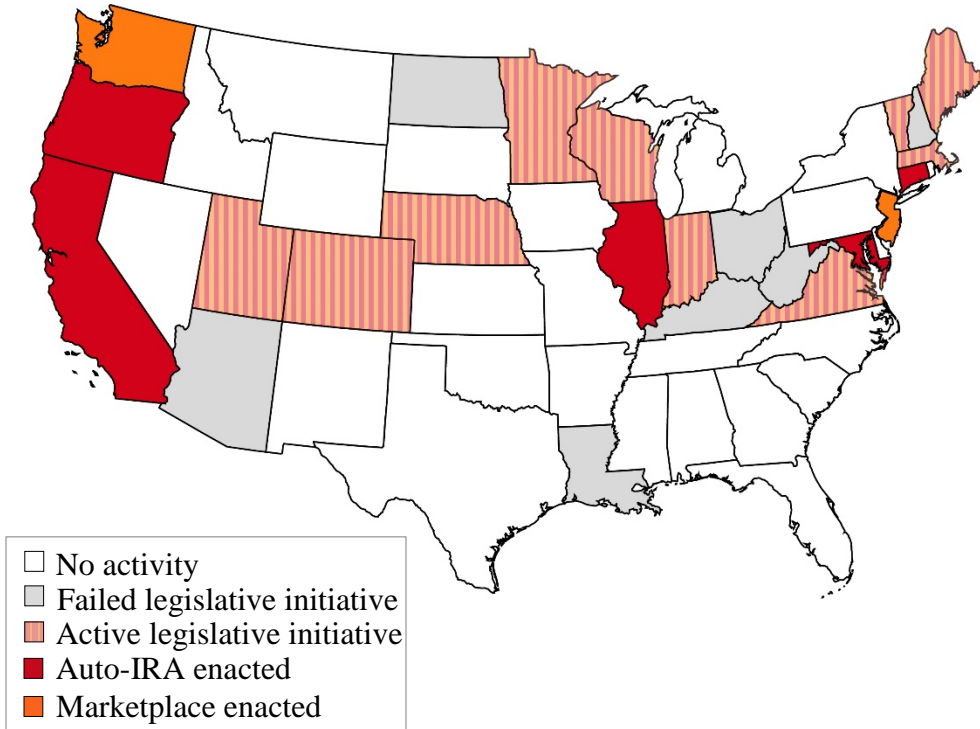 No activity
Failed legislative initiative
Active legislative initiative
Auto-IRA enacted
Marketplace enacted